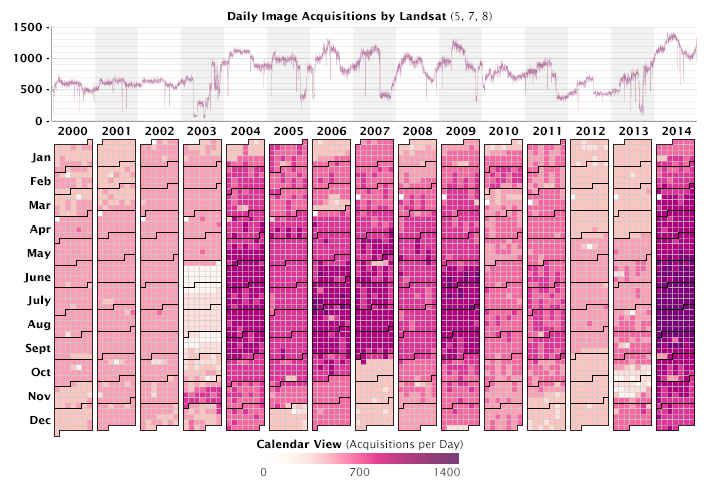 Daily Image Acquisitions by Landsat (5, 7, 8)
1500 -
1000 -
500 -
0 -
2000 2001 2002 2003 2004 2005 2006 2007 2008 2009 2010 2011 2012 2013 2014
Jan
Feb
Mar
Apr
May
June
July
Aug
Sept
Oct
Nov
Dec
Calendar View (Acquisitions per Day)
0 700 1400